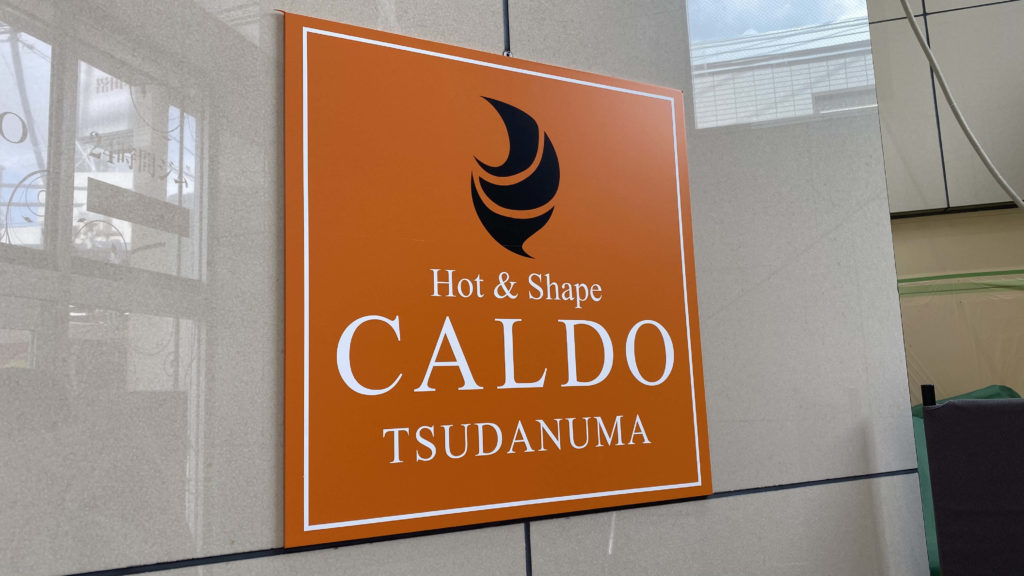 Hot & Shape
CALDO
TSUDANUMA